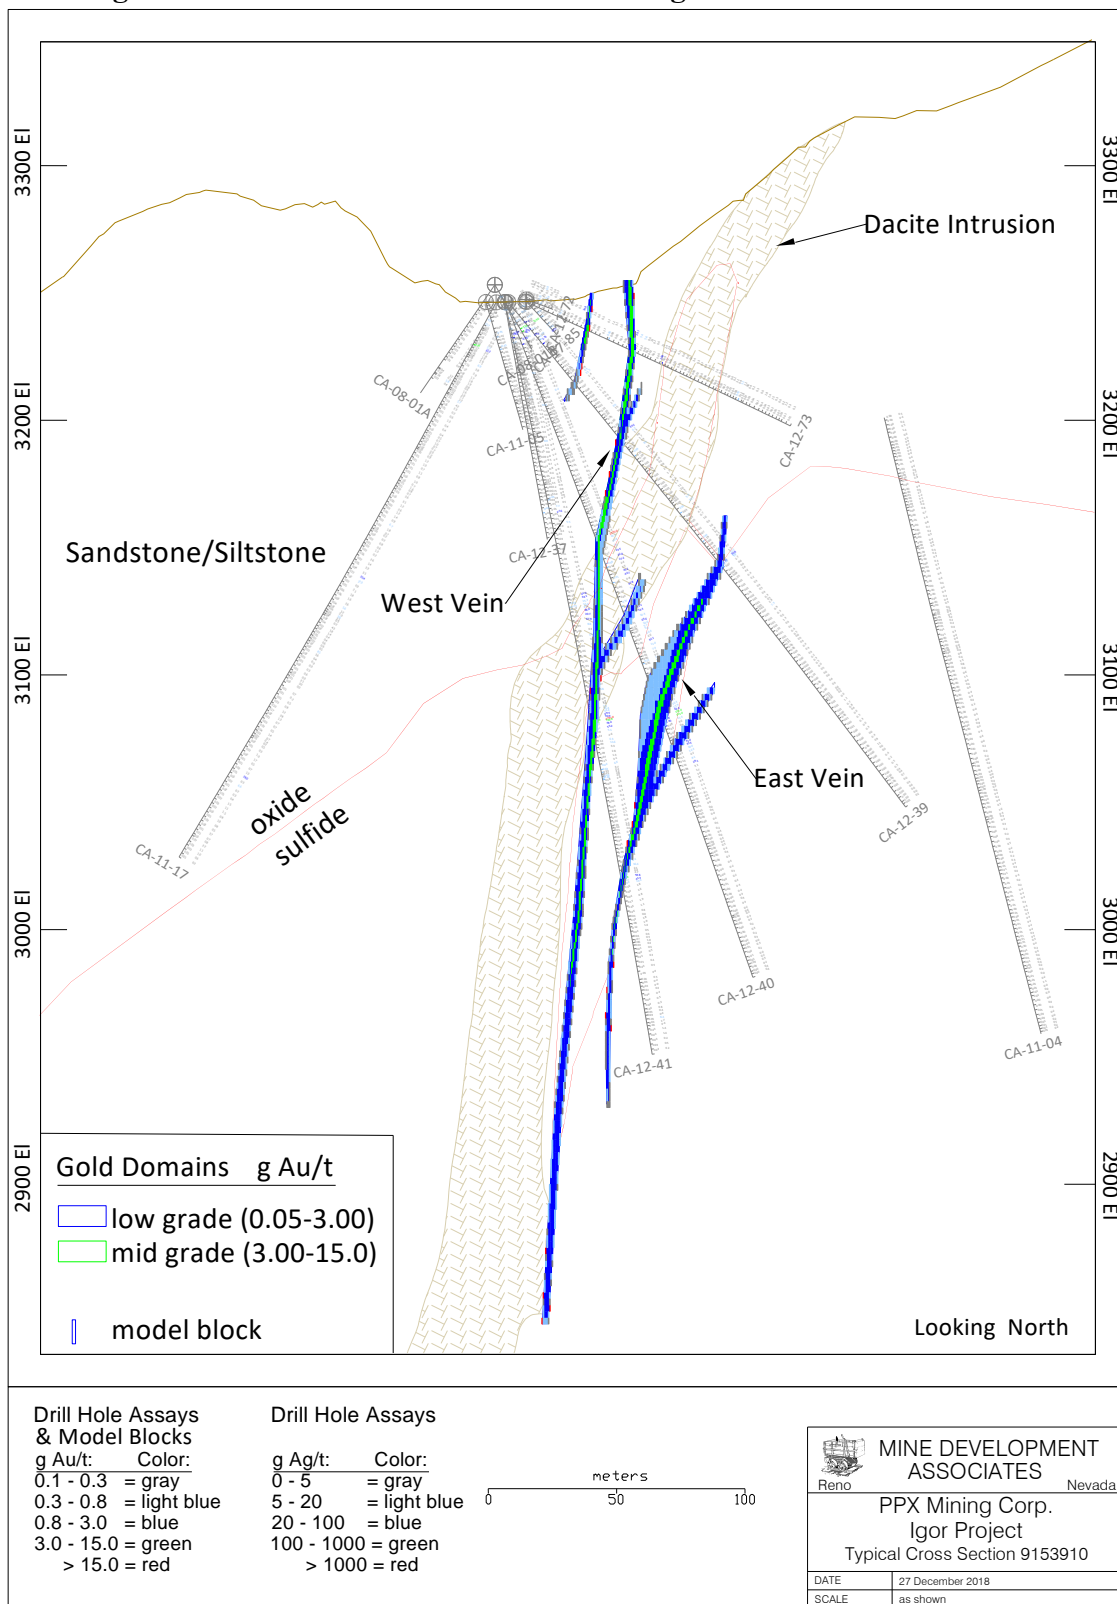 3300 El
3300 El
Dacite Intrusion
CA-12-72
CA-08-01A
3200 El
3200 El
CA-11-05
CA-12-73
Sandstone/Siltstone
CA-12-37
West Vein
3100 El
3100 El
East Vein
oxide
sulfide
CA-12-39
CA-11-17
3000 El
3000 El
CA-12-40
CA-11-04
CA-12-41
2900 El
2900 El
Gold Domains g Au/t
low grade (0.05-3.00)
mid grade (3.00-15.0)
model block
Looking North
Drill Hole Assays
& Model Blocks
g Au/t: Color:
0.1 - 0.3 = gray
0.3 - 0.8 = light blue
0.8 - 3.0 = blue
3.0 - 15.0 = green
> 15.0 = red
Drill Hole Assays
g Ag/t: Color:
0 - 5 = gray
5 - 20 = light blue
20 - 100 = blue
100 - 1000 = green
> 1000 = red
meters
0 50 100
MINE DEVELOPMENT
ASSOCIATES
Reno Nevada
PPX Mining Corp.
Igor Project
Typical Cross Section 9153910
DATE 27 December 2018
SCALE as shown